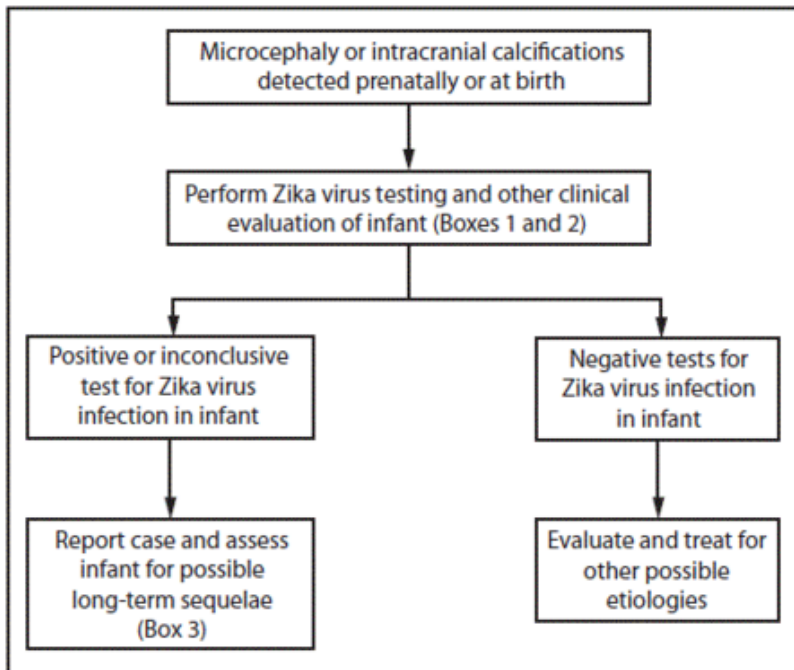 Microcephaly or intracranial calcifications
detected prenatally or at birth
Perform Zika virus testing and other clinical
evaluation of infant (Boxes 1 and 2)
Positive or inconclusive
test for Zika virus
infection in infant
Negative tests for
Zika virus infection
in infant
Report case and assess
infant for possible
long-term sequelae
(Box 3)
Evaluate and treat for
other possible
etiologies